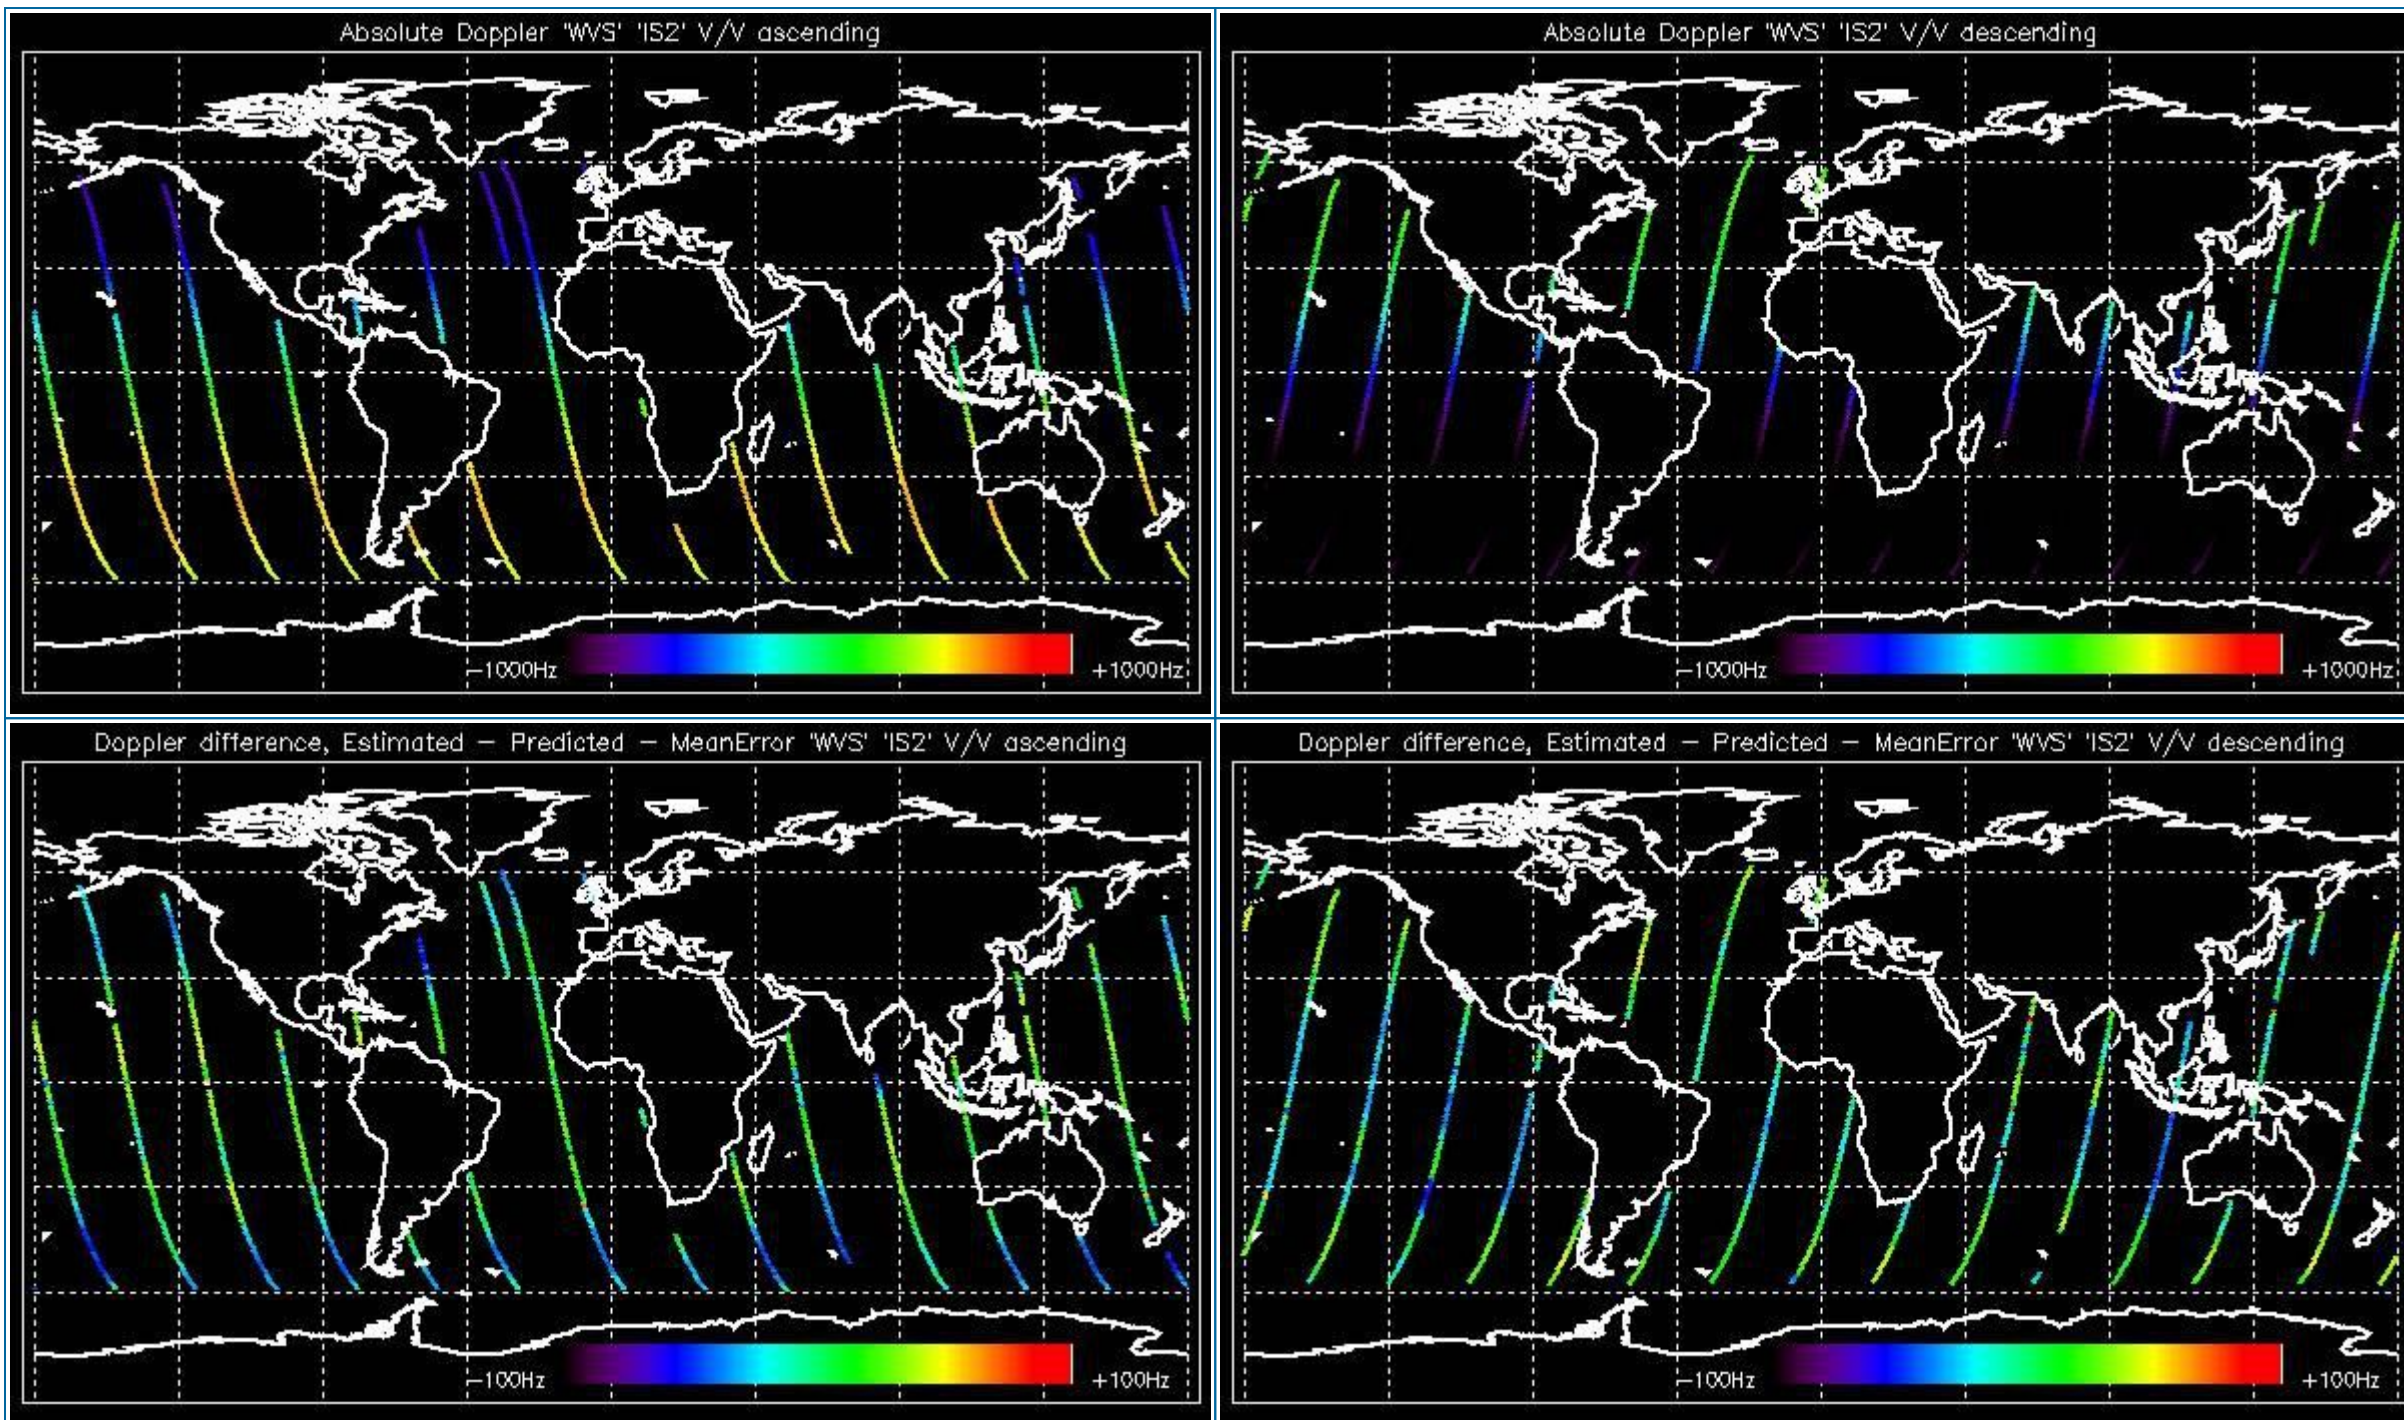 Absolute Doppler 'WVS' 'IS2' V/V ascending
-1000Hz +1000Hz
Absolute Doppler 'WVS' 'IS2' V/V descending
-1000Hz +1000Hz
Doppler difference, Estimated - Predicted - MeanError 'WVS' 'IS2' V/V ascending
-100Hz +100Hz
Doppler difference, Estimated - Predicted - MeanError 'WVS' 'IS2' V/V descending
-100Hz +100Hz